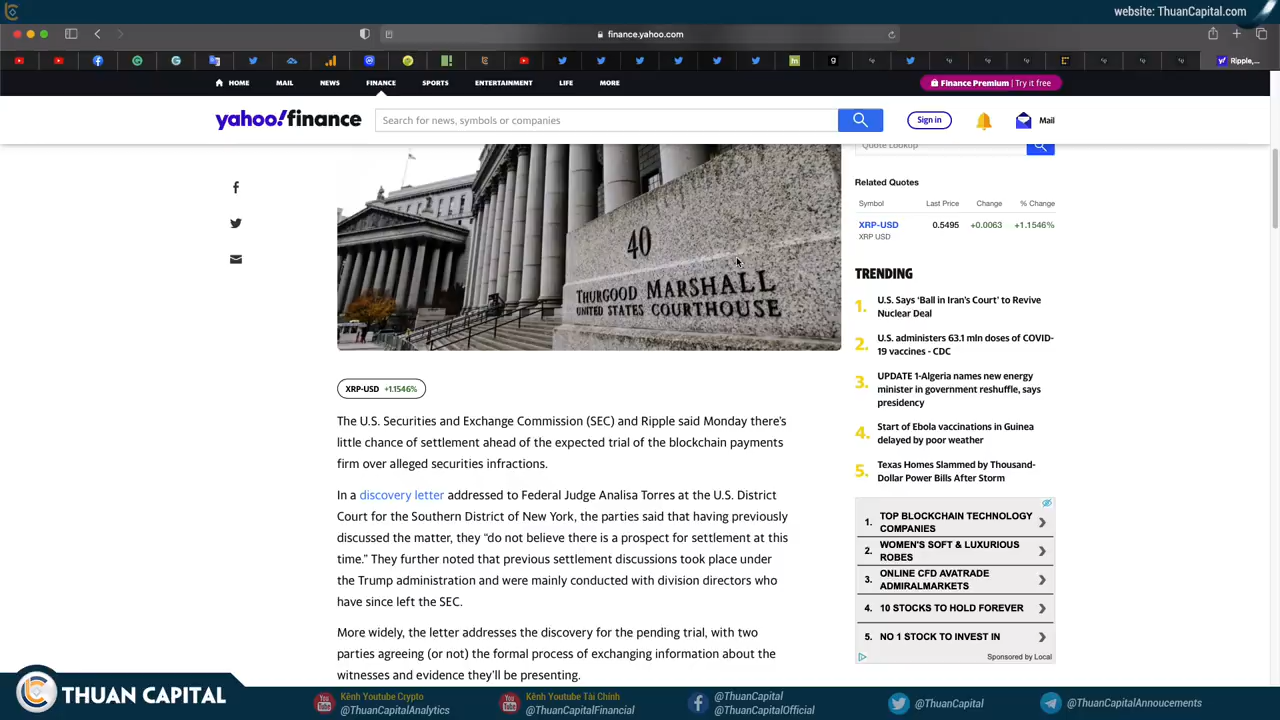 website: ThuanCapital.com
finance.yahoo.com
Ripple,...
HOME MAIL NEWS FINANCE SPORTS ENTERTAINMENT LIFE MORE
Finance Premium | Try it free
yahoo!finance
Search for news, symbols or companies
Sign in
Mail
Quote Lookup
40
THURGOOD MARSHALL
UNITED STATES COURTHOUSE
XRP-USD +1.1546%
The U.S. Securities and Exchange Commission (SEC) and Ripple said Monday there's
little chance of settlement ahead of the expected trial of the blockchain payments
firm over alleged securities infractions.
In a discovery letter addressed to Federal Judge Analisa Torres at the U.S. District
Court for the Southern District of New York, the parties said that having previously
discussed the matter, they “do not believe there is a prospect for settlement at this
time.” They further noted that previous settlement discussions took place under
the Trump administration and were mainly conducted with division directors who
have since left the SEC.
More widely, the letter addresses the discovery for the pending trial, with two
parties agreeing (or not) the formal process of exchanging information about the
witnesses and evidence they'll be presenting.
Related Quotes
Symbol Last Price Change % Change
XRP-USD 0.5495 +0.0063 +1.1546%
XRP USD
TRENDING
1. U.S. Says ‘Ball in Iran’s Court’ to Revive
Nuclear Deal
2. U.S. administers 63.1 mln doses of COVID-
19 vaccines - CDC
3. UPDATE 1-Algeria names new energy
minister in government reshuffle, says
presidency
4. Start of Ebola vaccinations in Guinea
delayed by poor weather
5. Texas Homes Slammed by Thousand-
Dollar Power Bills After Storm
1. TOP BLOCKCHAIN TECHNOLOGY
COMPANIES
2. WOMEN'S SOFT & LUXURIOUS
ROBES
3. ONLINE CFD AVATRADE
ADMIRALMARKETS
4. 10 STOCKS TO HOLD FOREVER
5. NO 1 STOCK TO INVEST IN
Sponsored by Local
THUAN CAPITAL
Kênh Youtube Crypto
@ThuanCapitalAnalytics
Kênh Youtube Tài Chính
@ThuanCapitalFinancial
@ThuanCapital
@ThuanCapitalOfficial
@ThuanCapital
@ThuanCapitalAnnoucements